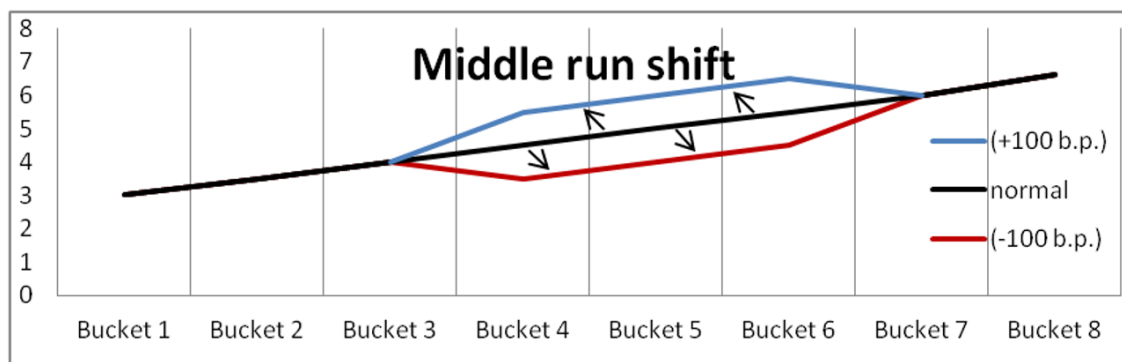 8
7
6
5
4
3
2
1
0
Middle run shift
(+100 b.p.)
normal
(-100 b.p.)
Bucket 1 Bucket 2 Bucket 3 Bucket 4 Bucket 5 Bucket 6 Bucket 7 Bucket 8